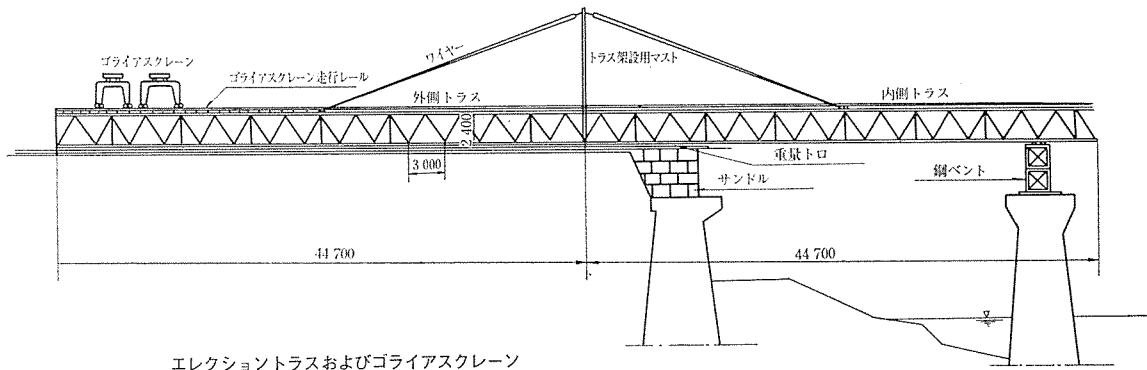 ゴライアスクレーン
ゴライアスクレーン走行レール
ワイヤー
トラス架設用マスト
外側トラス
内側トラス
2,400
3 000
重量トロ
サンドル
鋼ベント
44 700
44 700
エレクショントラスおよびゴライアスクレーン